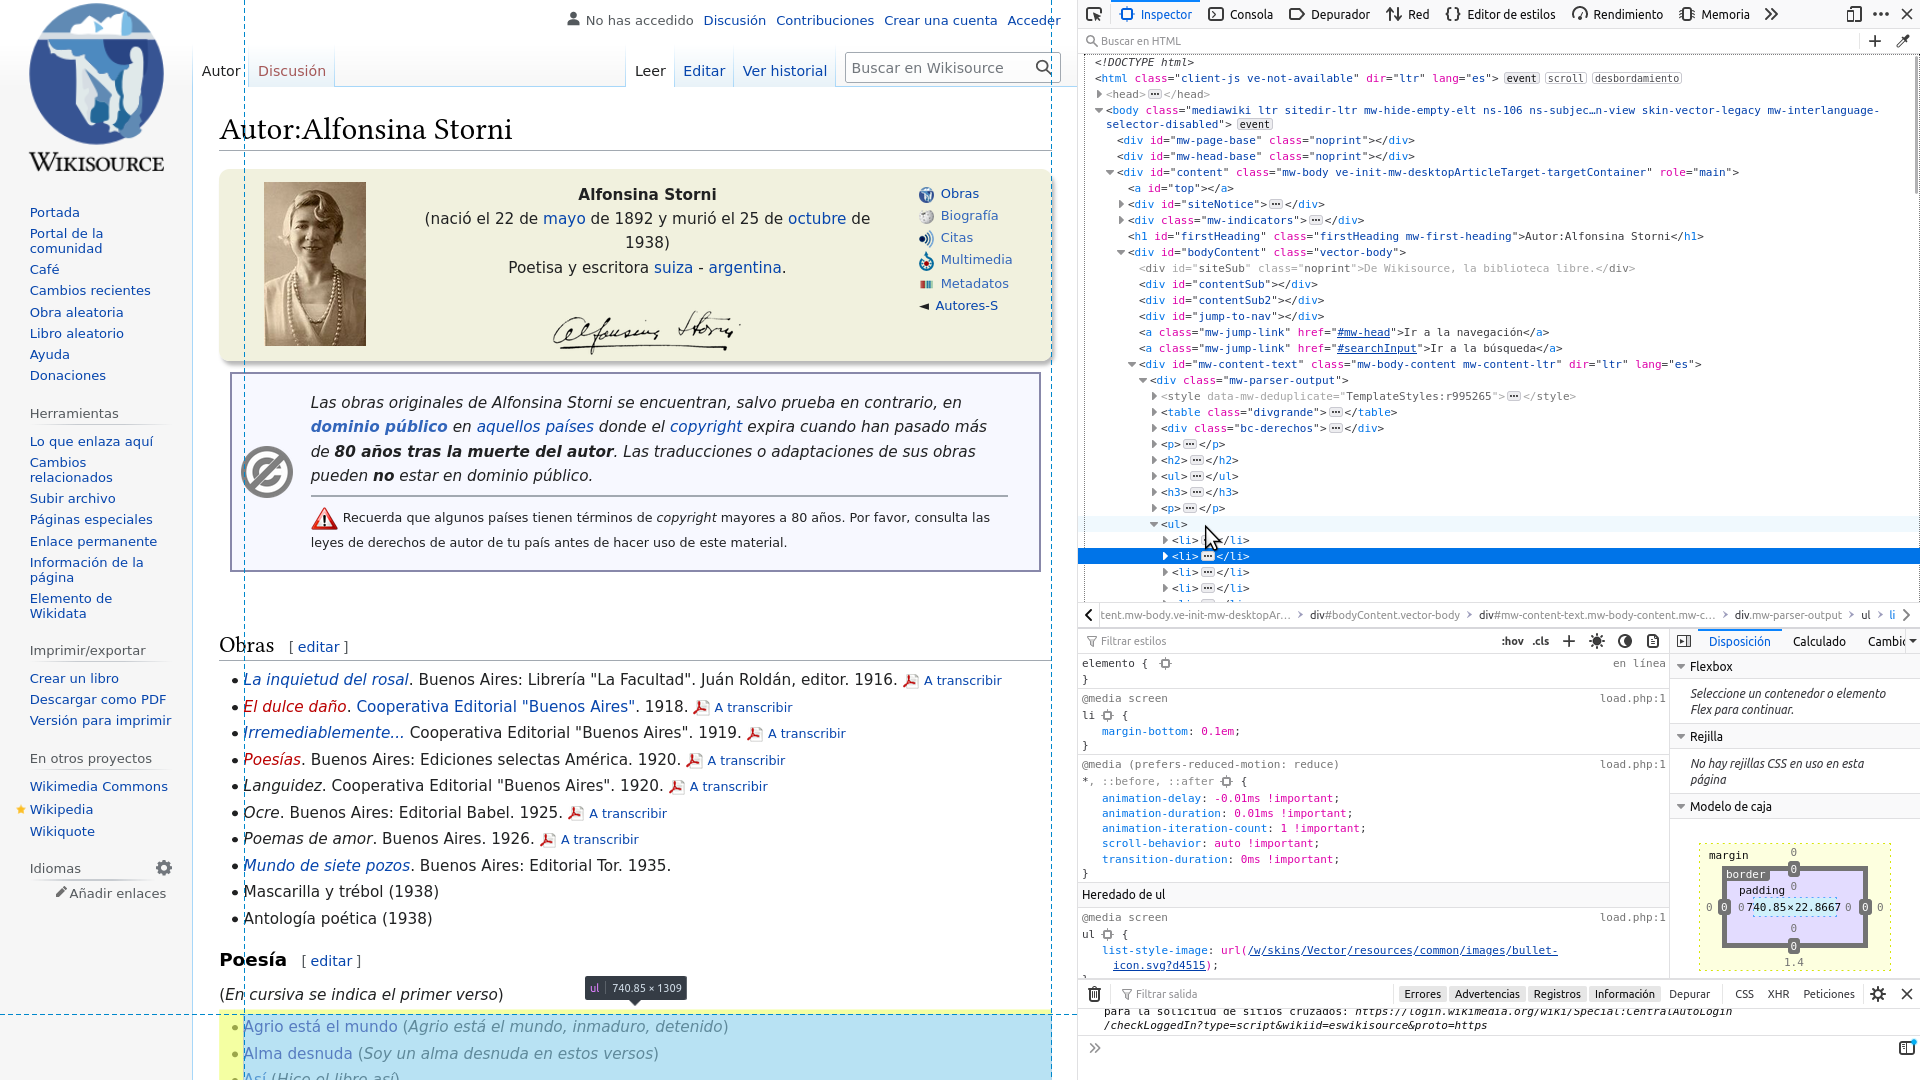 WIKISOURCE
Portada
Portal de la
comunidad
Café
Cambios recientes
Obra aleatoria
Libro aleatorio
Ayuda
Donaciones
Herramientas
Lo que enlaza aquí
Cambios
relacionados
Subir archivo
Páginas especiales
Enlace permanente
Información de la
página
Elemento de
Wikidata
Imprimir/exportar
Crear un libro
Descargar como PDF
Versión para imprimir
En otros proyectos
Wikimedia Commons
Wikipedia
Wikiquote
Idiomas
Añadir enlaces
No has accedido Discusión Contribuciones Crear una cuenta Acceder
Autor Discusión Leer Editar Ver historial Buscar en Wikisource
Autor:Alfonsina Storni
Alfonsina Storni
(nació el 22 de mayo de 1892 y murió el 25 de octubre de
1938)
Poetisa y escritora suiza - argentina.
Alfonsina Storni
Obras
Biografía
Citas
Multimedia
Metadatos
◄ Autores-S
Las obras originales de Alfonsina Storni se encuentran, salvo prueba en contrario, en
dominio público en aquellos países donde el copyright expira cuando han pasado más
de 80 años tras la muerte del autor. Las traducciones o adaptaciones de sus obras
pueden no estar en dominio público.
Recuerda que algunos países tienen términos de copyright mayores a 80 años. Por favor, consulta las
leyes de derechos de autor de tu país antes de hacer uso de este material.
Obras [ editar ]
• La inquietud del rosal. Buenos Aires: Librería "La Facultad". Juán Roldán, editor. 1916. A transcribir
• El dulce daño. Cooperativa Editorial "Buenos Aires". 1918. A transcribir
• Irremediablemente... Cooperativa Editorial "Buenos Aires". 1919. A transcribir
• Poesías. Buenos Aires: Ediciones selectas América. 1920. A transcribir
• Languidez. Cooperativa Editorial "Buenos Aires". 1920. A transcribir
• Ocre. Buenos Aires: Editorial Babel. 1925. A transcribir
• Poemas de amor. Buenos Aires. 1926. A transcribir
• Mundo de siete pozos. Buenos Aires: Editorial Tor. 1935.
• Mascarilla y trébol (1938)
• Antología poética (1938)
Poesía [ editar ]
(En cursiva se indica el primer verso)
ul 740.85 × 1309
• Agrio está el mundo (Agrio está el mundo, inmaduro, detenido)
• Alma desnuda (Soy un alma desnuda en estos versos)
• Así (Hice el libro así)
Inspector Consola Depurador Red Editor de estilos Rendimiento Memoria
Buscar en HTML
<!DOCTYPE html>
<html class="client-js ve-not-available" dir="ltr" lang="es"> event scroll desbordamiento
<head> ••• </head>
<body class="mediawiki ltr sitedir-ltr mw-hide-empty-elt ns-106 ns-subjec…n-view skin-vector-legacy mw-interlanguage-
selector-disabled"> event
<div id="mw-page-base" class="noprint"></div>
<div id="mw-head-base" class="noprint"></div>
<div id="content" class="mw-body ve-init-mw-desktopArticleTarget-targetContainer" role="main">
<a id="top"></a>
<div id="siteNotice"> ••• </div>
<div class="mw-indicators"> ••• </div>
<h1 id="firstHeading" class="firstHeading mw-first-heading">Autor:Alfonsina Storni</h1>
<div id="bodyContent" class="vector-body">
<div id="siteSub" class="noprint">De Wikisource, la biblioteca libre.</div>
<div id="contentSub"></div>
<div id="contentSub2"></div>
<div id="jump-to-nav"></div>
<a class="mw-jump-link" href="#mw-head">Ir a la navegación</a>
<a class="mw-jump-link" href="#searchInput">Ir a la búsqueda</a>
<div id="mw-content-text" class="mw-body-content mw-content-ltr" dir="ltr" lang="es">
<div class="mw-parser-output">
<style data-mw-deduplicate="TemplateStyles:r995265"> ••• </style>
<table class="divgrande"> ••• </table>
<div class="bc-derechos"> ••• </div>
<p> ••• </p>
<h2> ••• </h2>
<ul> ••• </ul>
<h3> ••• </h3>
<p> ••• </p>
<ul>
<li> </li>
<li> ••• </li>
<li> ••• </li>
<li> ••• </li>
tent.mw-body.ve-init-mw-desktopAr… > div#bodyContent.vector-body > div#mw-content-text.mw-body-content.mw-c… > div.mw-parser-output > ul > li
Filtrar estilos :hov .cls
elemento { en línea
}
@media screen load.php:1
li {
margin-bottom: 0.1em;
}
@media (prefers-reduced-motion: reduce) load.php:1
*, ::before, ::after {
animation-delay: -0.01ms !important;
animation-duration: 0.01ms !important;
animation-iteration-count: 1 !important;
scroll-behavior: auto !important;
transition-duration: 0ms !important;
}
Heredado de ul
@media screen load.php:1
ul {
list-style-image: url(/w/skins/Vector/resources/common/images/bullet-
icon.svg?d4515);
Disposición Calculado Cambic
Flexbox
Seleccione un contenedor o elemento
Flex para continuar.
Rejilla
No hay rejillas CSS en uso en esta
página
Modelo de caja
margin 0
border 0
padding 0
0 0 0 740.85×22.8667 0 0 0
0
0
1.4
Filtrar salida Errores Advertencias Registros Información Depurar CSS XHR Peticiones
para la solicitud de sitios cruzados: https://login.wikimedia.org/wiki/Special:CentralAutoLogin
/checkLoggedIn?type=script&wikiid=eswikisource&proto=https